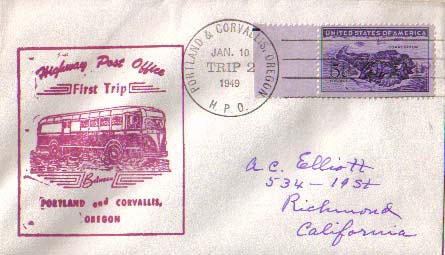 Highway Post Office
First Trip
Between
PORTLAND and CORVALLIS,
OREGON
PORTLAND & CORVALLIS, OREGON
JAN. 10
TRIP 2
1949
H. P. O.
UNITED STATES OF AMERICA
A.C. Elliott
534 - 19 St
Richmond
California